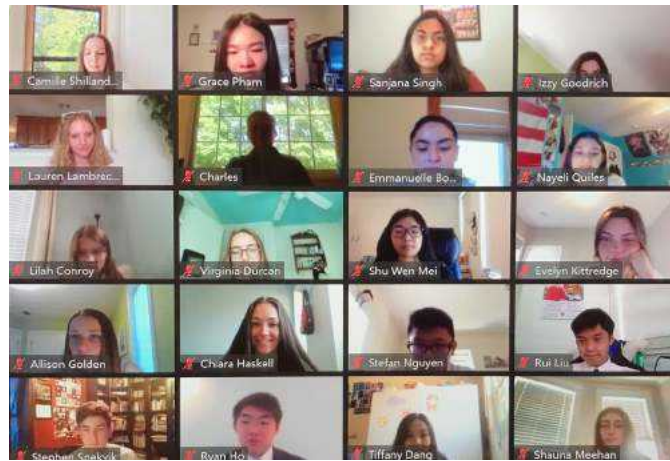 Camille Shilland...
Grace Pham
Sanjana Singh
Izzy Goodrich
Lauren Lambrec...
Charles
Emmanuelle Bo...
Nayeli Quiles
Lilah Conroy
Virginia Durcan
Shu Wen Mei
Evelyn Kittredge
Allison Golden
Chiara Haskell
Stefan Nguyen
Rui Liu
Stephen
Ryan Ho
Tiffany Dang
Shauna Meehan